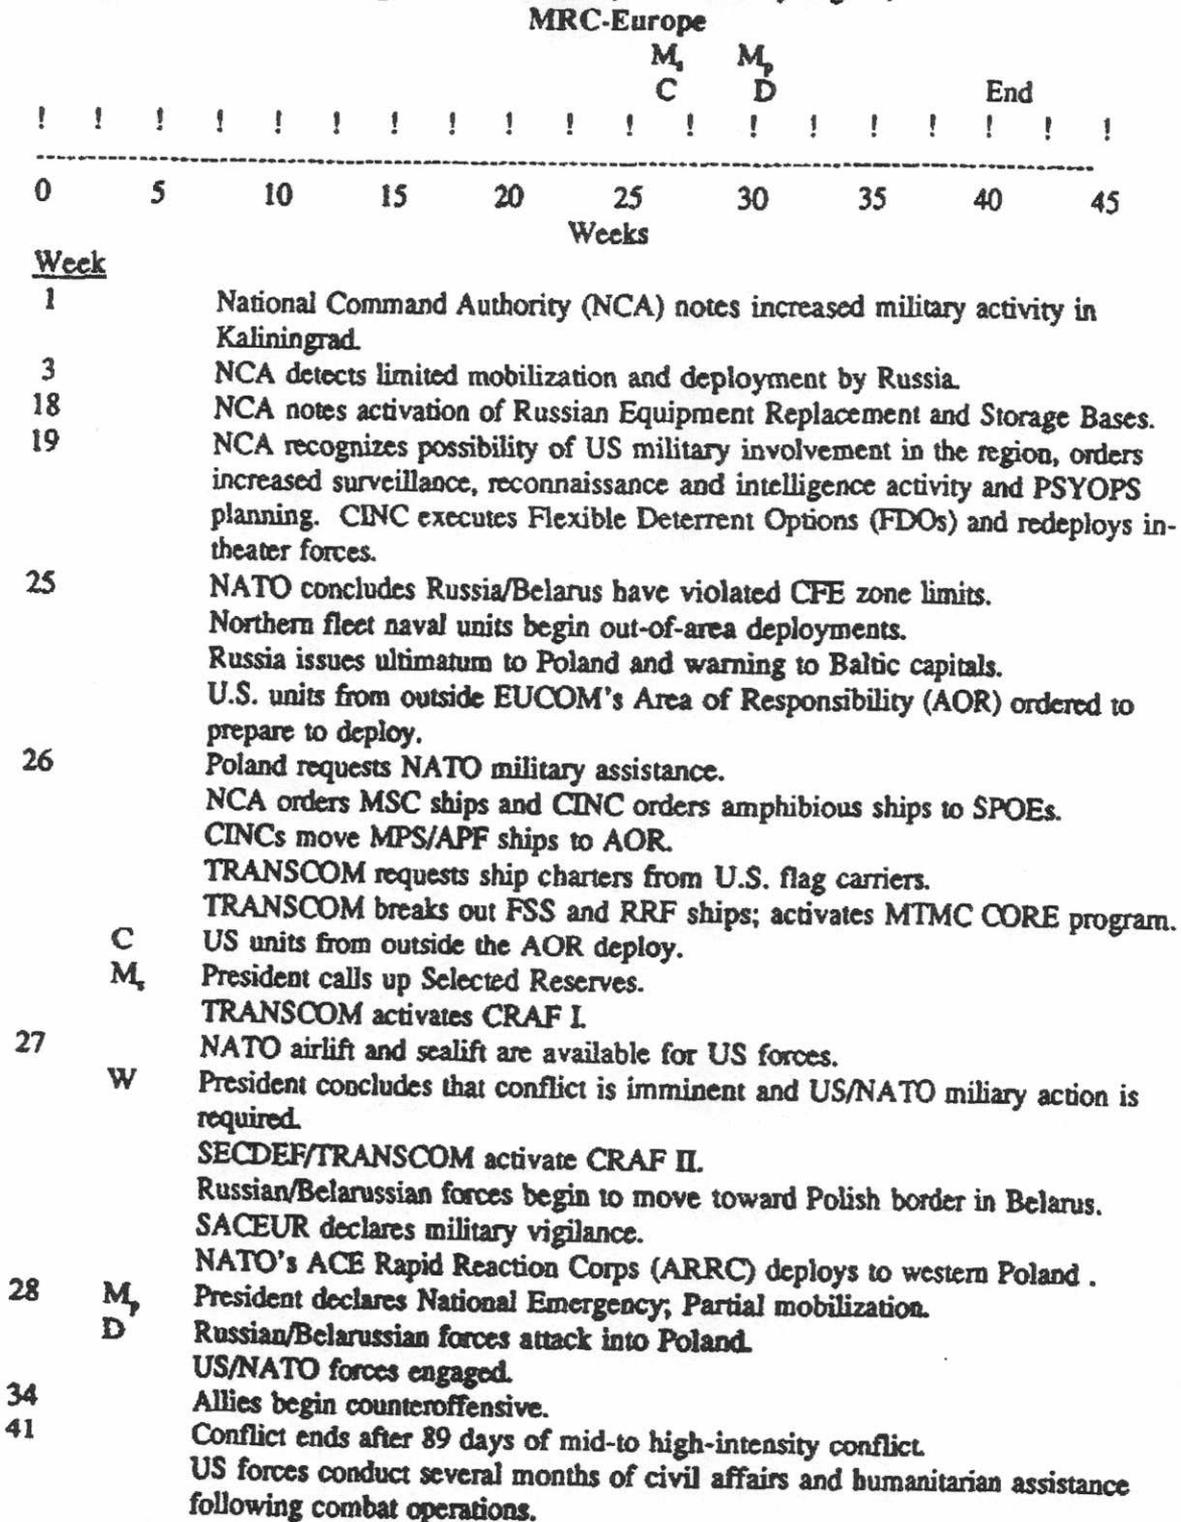 MRC-Europe
Ms Mp
C D End
! ! ! ! ! ! ! ! ! ! ! ! ! ! ! ! ! ! !
0 5 10 15 20 25 30 35 40 45
Weeks
Week
1 National Command Authority (NCA) notes increased military activity in
Kaliningrad.
3 NCA detects limited mobilization and deployment by Russia.
18 NCA notes activation of Russian Equipment Replacement and Storage Bases.
19 NCA recognizes possibility of US military involvement in the region, orders
increased surveillance, reconnaissance and intelligence activity and PSYOPS
planning. CINC executes Flexible Deterrent Options (FDOs) and redeploys in-
theater forces.
25 NATO concludes Russia/Belarus have violated CFE zone limits.
Northern fleet naval units begin out-of-area deployments.
Russia issues ultimatum to Poland and warning to Baltic capitals.
U.S. units from outside EUCOM's Area of Responsibility (AOR) ordered to
prepare to deploy.
26 Poland requests NATO military assistance.
NCA orders MSC ships and CINC orders amphibious ships to SPOEs.
CINCs move MPS/APF ships to AOR.
TRANSCOM requests ship charters from U.S. flag carriers.
TRANSCOM breaks out FSS and RRF ships; activates MTMC CORE program.
C US units from outside the AOR deploy.
Ms President calls up Selected Reserves.
TRANSCOM activates CRAF I.
27 NATO airlift and sealift are available for US forces.
W President concludes that conflict is imminent and US/NATO miliary action is
required.
SECDEF/TRANSCOM activate CRAF II.
Russian/Belarussian forces begin to move toward Polish border in Belarus.
SACEUR declares military vigilance.
NATO's ACE Rapid Reaction Corps (ARRC) deploys to western Poland .
28 Mp President declares National Emergency; Partial mobilization.
D Russian/Belarussian forces attack into Poland.
US/NATO forces engaged.
34 Allies begin counteroffensive.
41 Conflict ends after 89 days of mid-to high-intensity conflict.
US forces conduct several months of civil affairs and humanitarian assistance
following combat operations.